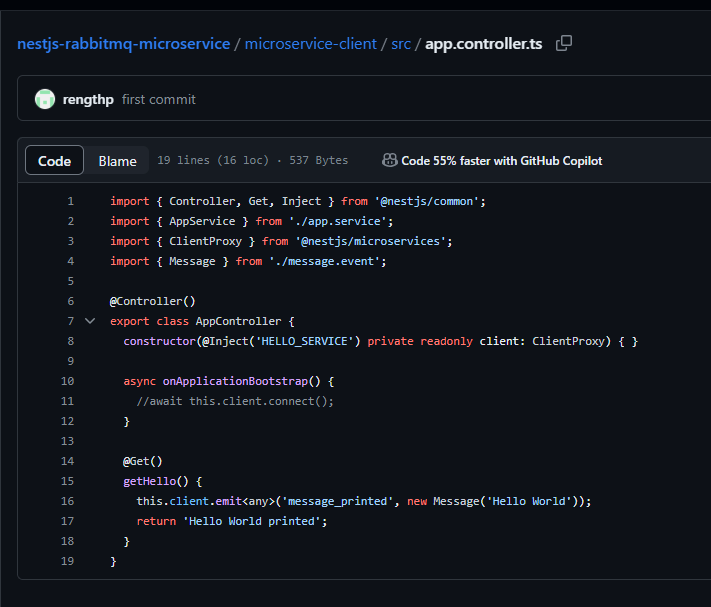 nestjs-rabbitmq-microservice / microservice-client / src / app.controller.ts
rengthp first commit
Code Blame 19 lines (16 loc) · 537 Bytes Code 55% faster with GitHub Copilot
1 import { Controller, Get, Inject } from '@nestjs/common';
2 import { AppService } from './app.service';
3 import { ClientProxy } from '@nestjs/microservices';
4 import { Message } from './message.event';
5
6 @Controller()
7 export class AppController {
8   constructor(@Inject('HELLO_SERVICE') private readonly client: ClientProxy) { }
9
10   async onApplicationBootstrap() {
11     //await this.client.connect();
12   }
13
14   @Get()
15   getHello() {
16     this.client.emit<any>('message_printed', new Message('Hello World'));
17     return 'Hello World printed';
18   }
19 }